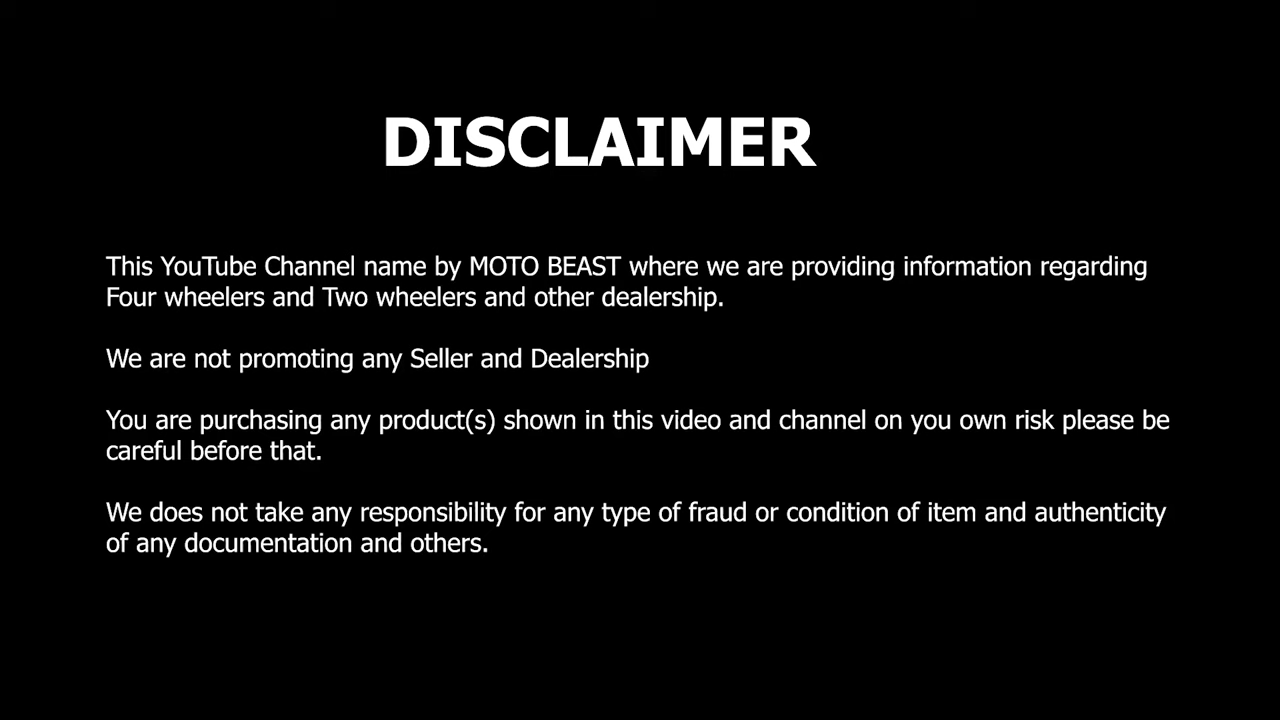 DISCLAIMER
This YouTube Channel name by MOTO BEAST where we are providing information regarding
Four wheelers and Two wheelers and other dealership.
We are not promoting any Seller and Dealership
You are purchasing any product(s) shown in this video and channel on you own risk please be
careful before that.
We does not take any responsibility for any type of fraud or condition of item and authenticity
of any documentation and others.